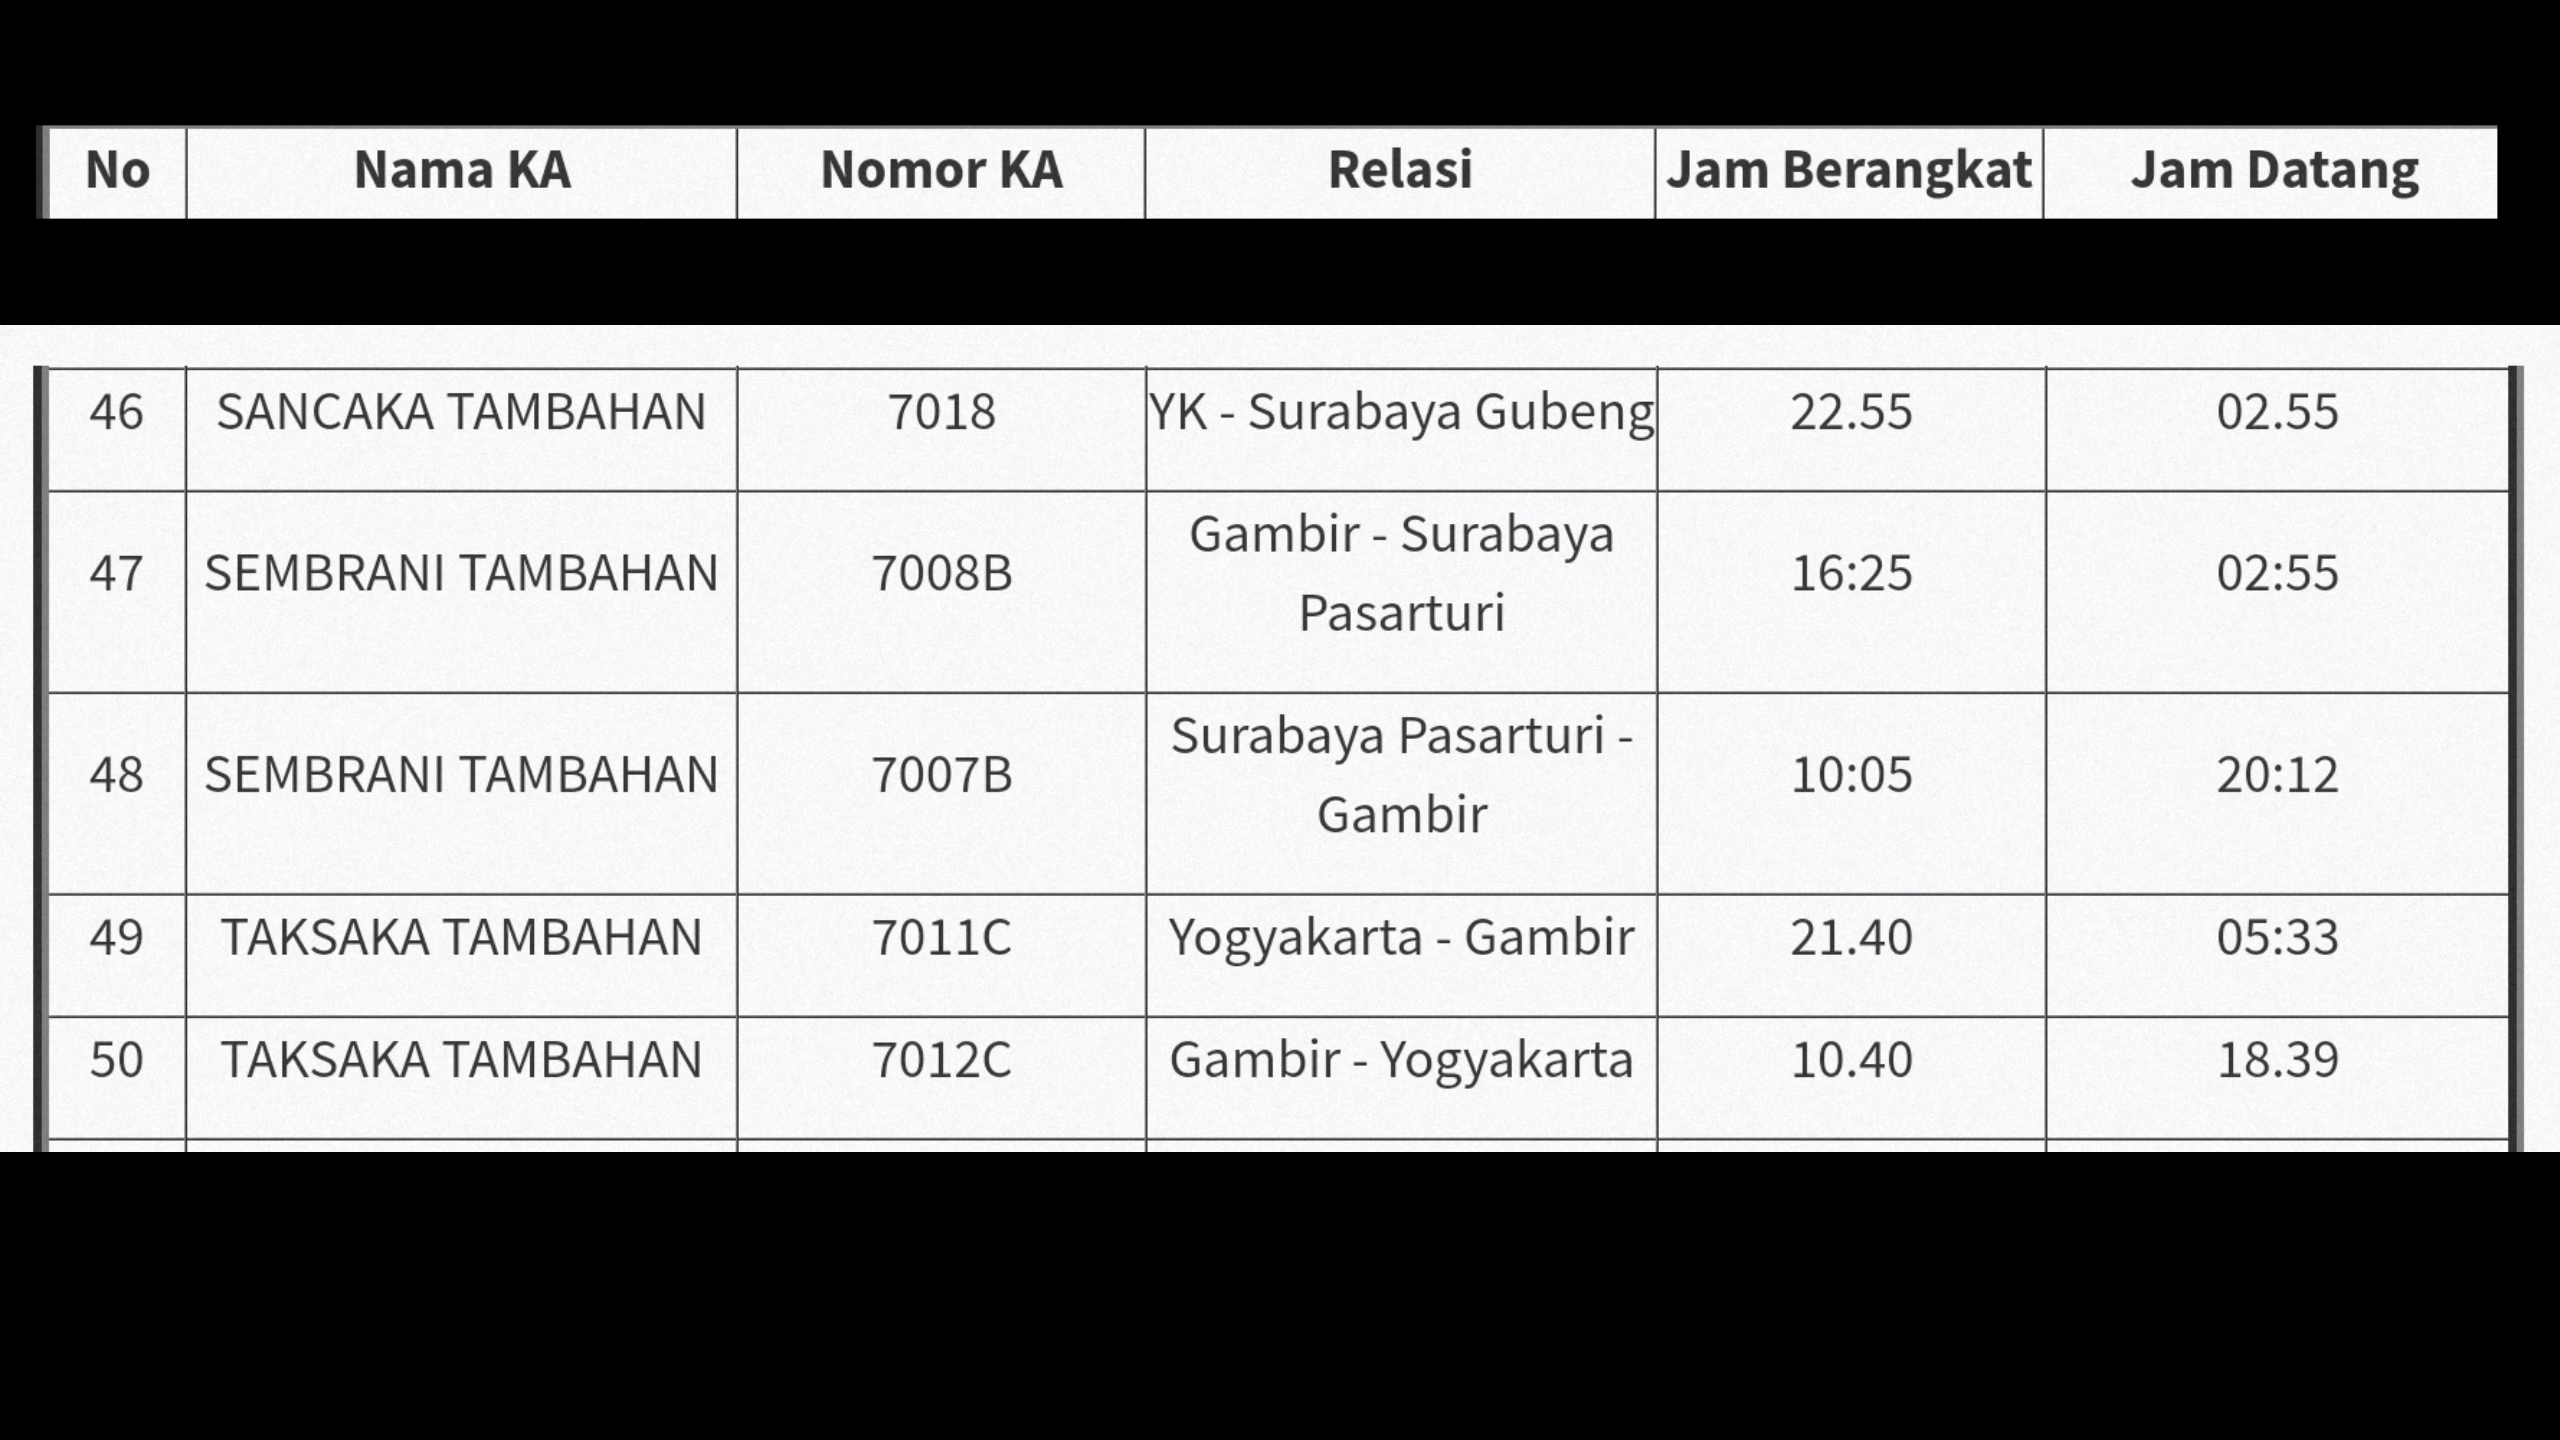 No Nama KA Nomor KA Relasi Jam Berangkat Jam Datang
46 SANCAKA TAMBAHAN 7018 YK - Surabaya Gubeng 22.55 02.55
47 SEMBRANI TAMBAHAN 7008B Gambir - Surabaya Pasarturi 16:25 02:55
48 SEMBRANI TAMBAHAN 7007B Surabaya Pasarturi - Gambir 10:05 20:12
49 TAKSAKA TAMBAHAN 7011C Yogyakarta - Gambir 21.40 05:33
50 TAKSAKA TAMBAHAN 7012C Gambir - Yogyakarta 10.40 18.39